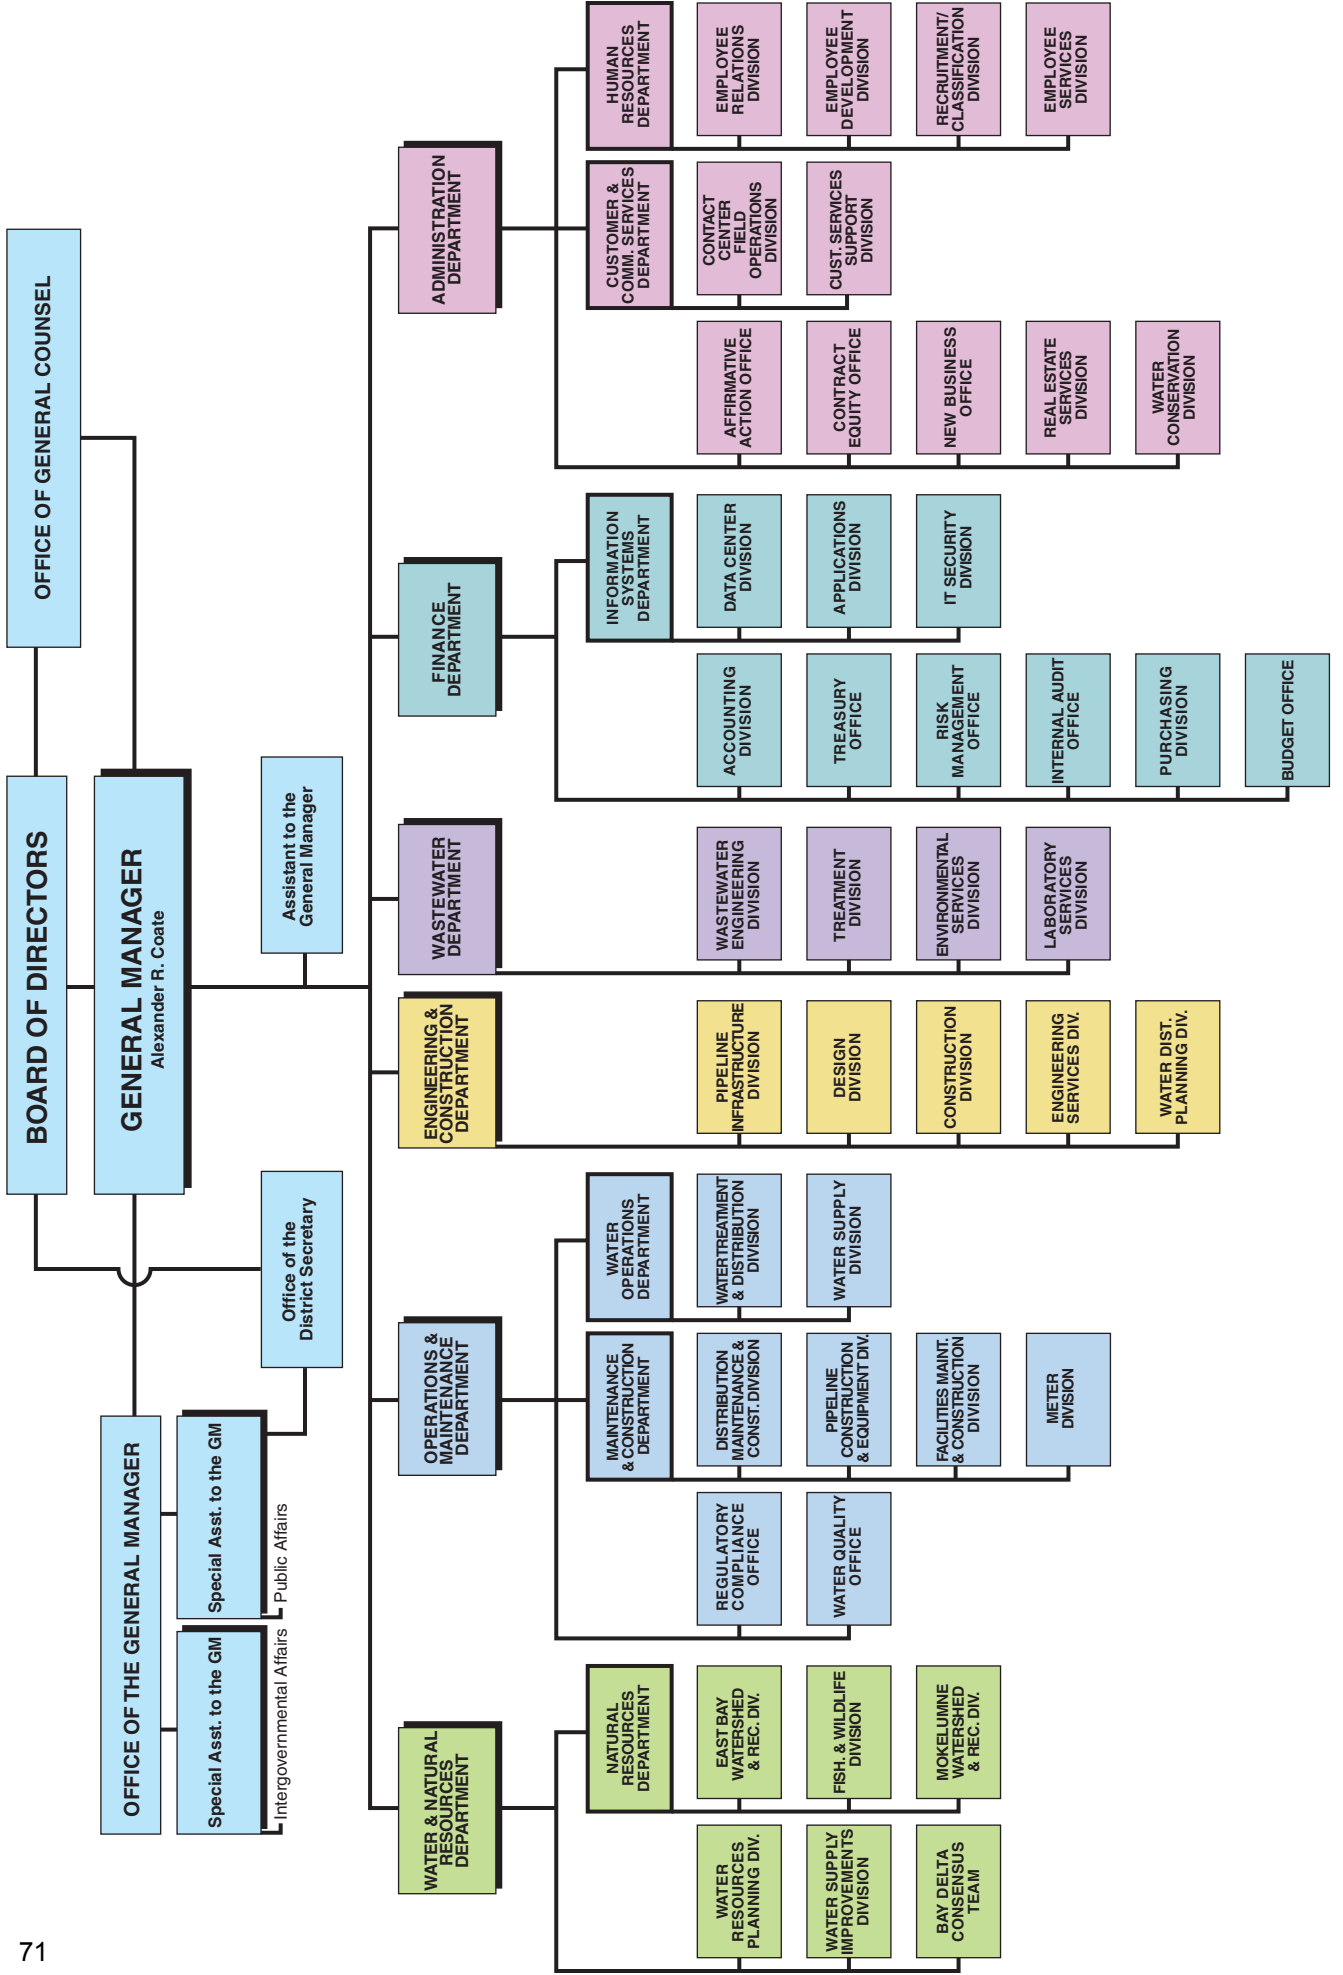 BOARD OF DIRECTORS
OFFICE OF GENERAL COUNSEL
GENERAL MANAGER
Alexander R. Coate
OFFICE OF THE GENERAL MANAGER
Special Asst. to the GM
Intergovernmental Affairs
Special Asst. to the GM
Public Affairs
Office of the
District Secretary
Assistant to the
General Manager
WATER & NATURAL
RESOURCES
DEPARTMENT
WATER
RESOURCES
PLANNING DIV.
WATER SUPPLY
IMPROVEMENTS
DIVISION
BAY DELTA
CONSENSUS
TEAM
NATURAL
RESOURCES
DEPARTMENT
EAST BAY
WATERSHED
& REC. DIV.
FISH. & WILDLIFE
DIVISION
MOKELUMNE
WATERSHED
& REC. DIV.
OPERATIONS &
MAINTENANCE
DEPARTMENT
REGULATORY
COMPLIANCE
OFFICE
WATER QUALITY
OFFICE
MAINTENANCE
& CONSTRUCTION
DEPARTMENT
DISTRIBUTION
MAINTENANCE &
CONST. DIVISION
PIPELINE
CONSTRUCTION
& EQUIPMENT DIV.
FACILITIES MAINT.
& CONSTRUCTION
DIVISION
METER
DIVISION
WATER
OPERATIONS
DEPARTMENT
WATER TREATMENT
& DISTRIBUTION
DIVISION
WATER SUPPLY
DIVISION
ENGINEERING &
CONSTRUCTION
DEPARTMENT
PIPELINE
INFRASTRUCTURE
DIVISION
DESIGN
DIVISION
CONSTRUCTION
DIVISION
ENGINEERING
SERVICES DIV.
WATER DIST.
PLANNING DIV.
WASTEWATER
DEPARTMENT
WASTEWATER
ENGINEERING
DIVISION
TREATMENT
DIVISION
ENVIRONMENTAL
SERVICES
DIVISION
LABORATORY
SERVICES
DIVISION
FINANCE
DEPARTMENT
ACCOUNTING
DIVISION
TREASURY
OFFICE
RISK
MANAGEMENT
OFFICE
INTERNAL AUDIT
OFFICE
PURCHASING
DIVISION
BUDGET OFFICE
INFORMATION
SYSTEMS
DEPARTMENT
DATA CENTER
DIVISION
APPLICATIONS
DIVISION
IT SECURITY
DIVISION
ADMINISTRATION
DEPARTMENT
AFFIRMATIVE
ACTION OFFICE
CONTRACT
EQUITY OFFICE
NEW BUSINESS
OFFICE
REAL ESTATE
SERVICES
DIVISION
WATER
CONSERVATION
DIVISION
CUSTOMER &
COMM. SERVICES
DEPARTMENT
CONTACT
CENTER
FIELD
OPERATIONS
DIVISION
CUST. SERVICES
SUPPORT
DIVISION
HUMAN
RESOURCES
DEPARTMENT
EMPLOYEE
RELATIONS
DIVISION
EMPLOYEE
DEVELOPMENT
DIVISION
RECRUITMENT/
CLASSIFICATION
DIVISION
EMPLOYEE
SERVICES
DIVISION
71